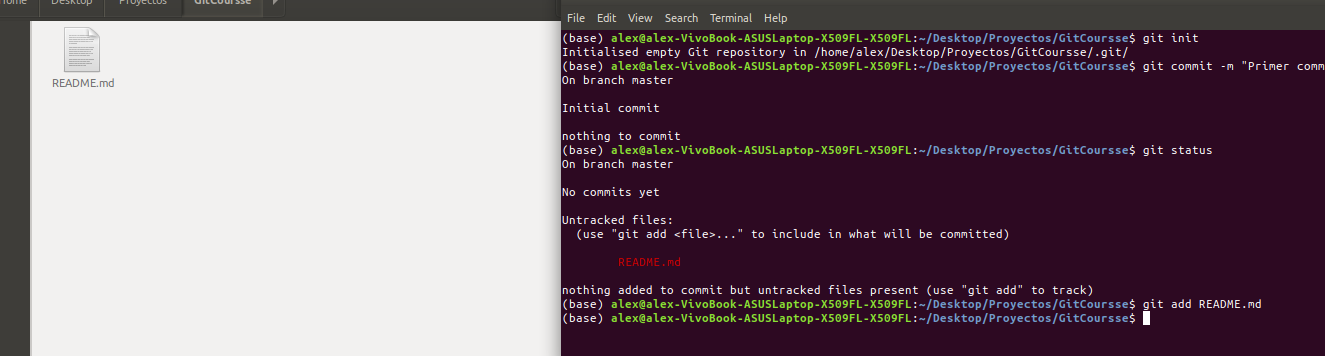 Home Desktop Proyectos GitCoursse
README.md
File Edit View Search Terminal Help
(base) alex@alex-VivoBook-ASUSLaptop-X509FL-X509FL:~/Desktop/Proyectos/GitCoursse$ git init
Initialised empty Git repository in /home/alex/Desktop/Proyectos/GitCoursse/.git/
(base) alex@alex-VivoBook-ASUSLaptop-X509FL-X509FL:~/Desktop/Proyectos/GitCoursse$ git commit -m "Primer comm
On branch master
Initial commit
nothing to commit
(base) alex@alex-VivoBook-ASUSLaptop-X509FL-X509FL:~/Desktop/Proyectos/GitCoursse$ git status
On branch master
No commits yet
Untracked files:
(use "git add <file>..." to include in what will be committed)
README.md
nothing added to commit but untracked files present (use "git add" to track)
(base) alex@alex-VivoBook-ASUSLaptop-X509FL-X509FL:~/Desktop/Proyectos/GitCoursse$ git add README.md
(base) alex@alex-VivoBook-ASUSLaptop-X509FL-X509FL:~/Desktop/Proyectos/GitCoursse$